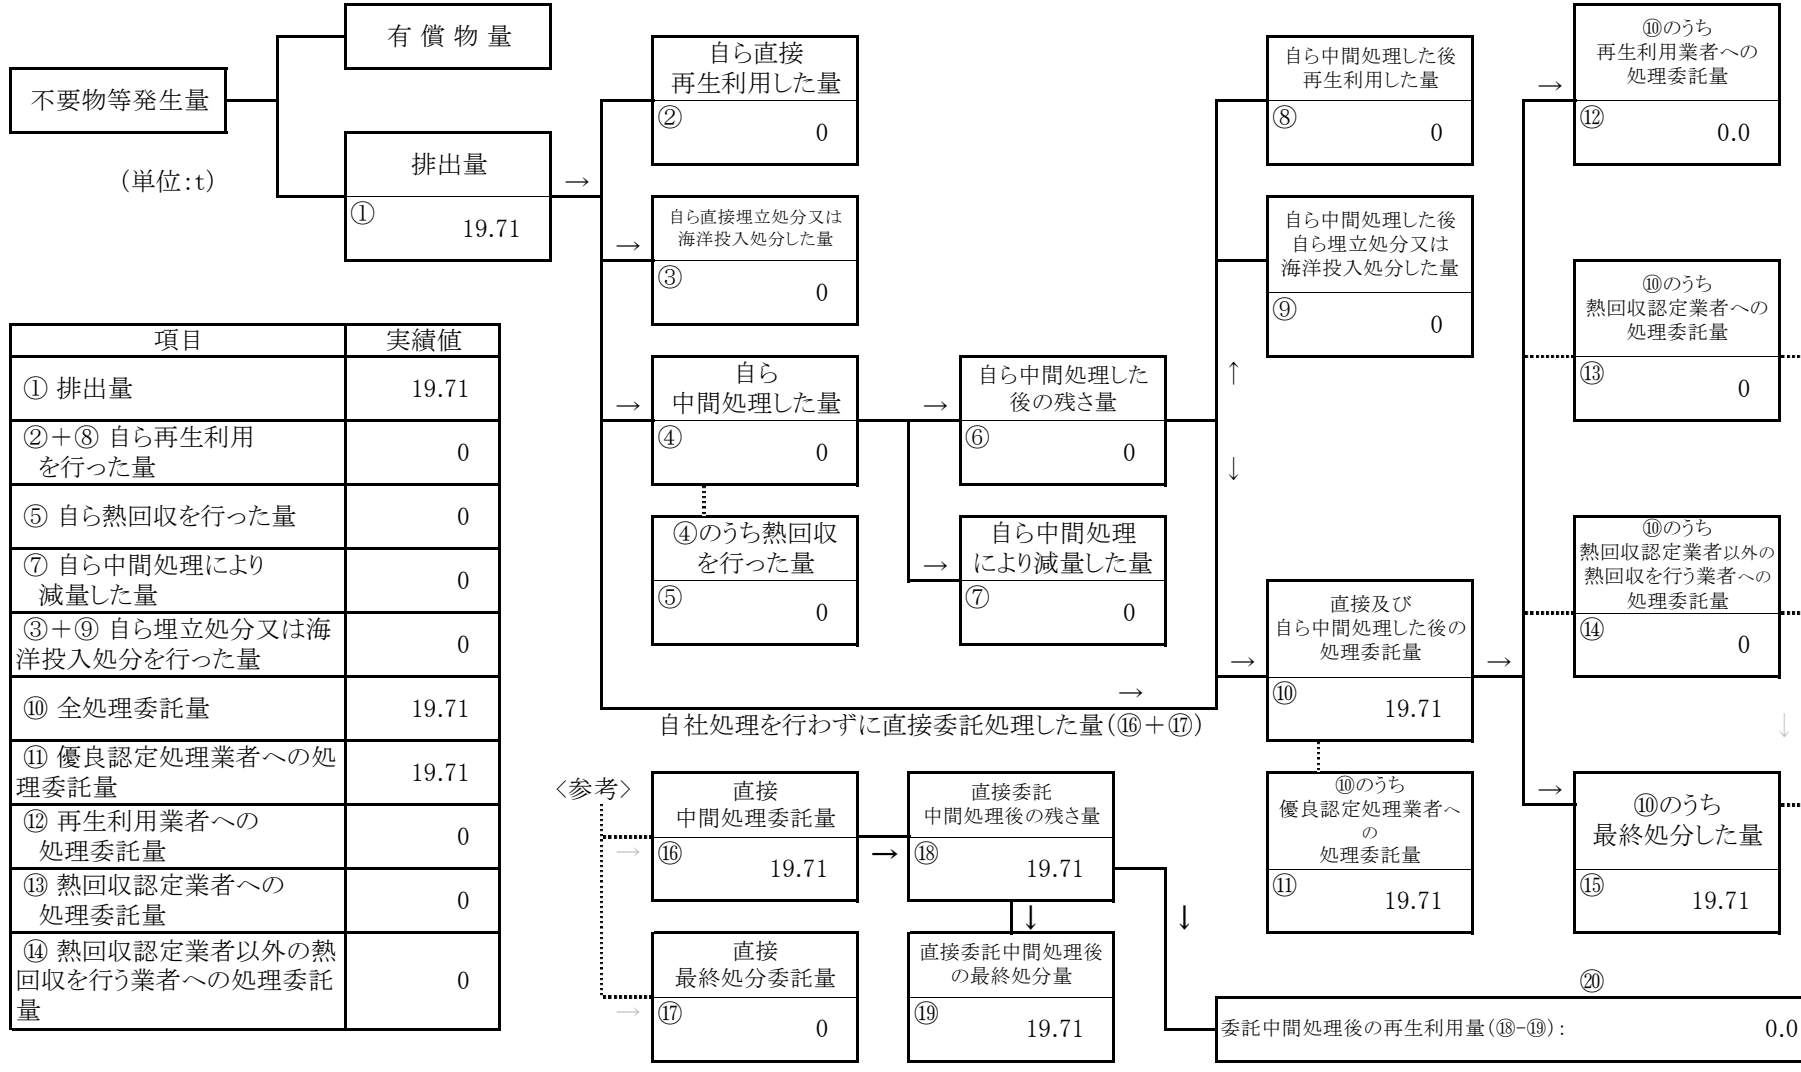 有償物量
不要物等発生量
(単位:t)
排出量
①
19.71
→
自ら直接
再生利用した量
②
0
自ら直接埋立処分又は
海洋投入処分した量
→
③
0
自ら
中間処理した量
→
④
0
④のうち熱回収
を行った量
⑤
0
自ら中間処理した
後の残さ量
→
⑥
0
自ら中間処理
により減量した量
→
⑦
0
自ら中間処理した後
再生利用した量
⑧
0
自ら中間処理した後
自ら埋立処分又は
海洋投入処分した量
⑨
0
↑
↓
直接及び
自ら中間処理した後の
処理委託量
→
⑩
19.71
→
→
自社処理を行わずに直接委託処理した量(⑯+⑰)
⑩のうち
優良認定処理業者へ
の
処理委託量
⑪
19.71
⑩のうち
再生利用業者への
処理委託量
→
⑫
0.0
⑩のうち
熱回収認定業者への
処理委託量
⑬
0
⑩のうち
熱回収認定業者以外の
熱回収を行う業者への
処理委託量
⑭
0
↓
→
⑩のうち
最終処分した量
⑮
19.71
項目 実績値
① 排出量 19.71
②+⑧ 自ら再生利用
を行った量
0
⑤ 自ら熱回収を行った量 0
⑦ 自ら中間処理により
減量した量
0
③+⑨ 自ら埋立処分又は海
洋投入処分を行った量
0
⑩ 全処理委託量 19.71
⑪ 優良認定処理業者への処
理委託量
19.71
⑫ 再生利用業者への
処理委託量
0
⑬ 熱回収認定業者への
処理委託量
0
⑭ 熱回収認定業者以外の熱
回収を行う業者への処理委託
量
0
<参考>
直接
中間処理委託量
→
⑯
19.71
→
直接委託
中間処理後の残さ量
⑱
19.71
↓
↓
直接
最終処分委託量
→
⑰
0
直接委託中間処理後
の最終処分量
⑲
19.71
⑳
委託中間処理後の再生利用量(⑱-⑲):
0.0